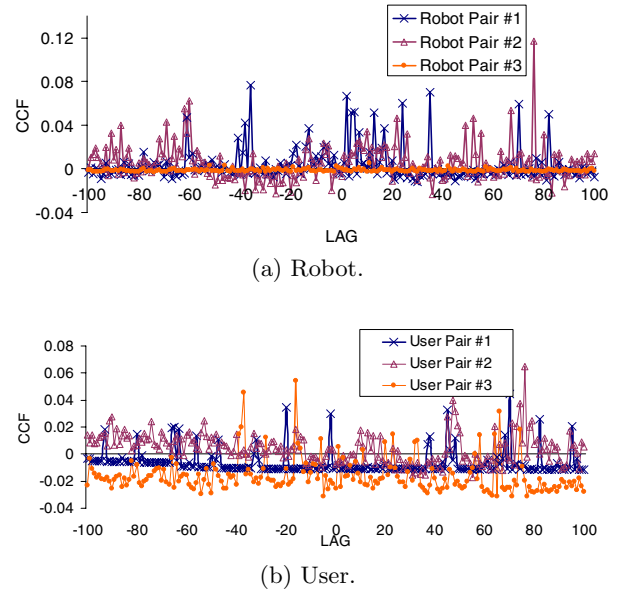 Robot Pair #1
Robot Pair #2
Robot Pair #3
0.12
0.08
0.04
0
-0.04
CCF
-100 -80 -60 -40 -20 0 20 40 60 80 100
LAG
(a) Robot.
User Pair #1
User Pair #2
User Pair #3
0.08
0.06
0.04
0.02
0
-0.02
-0.04
CCF
-100 -80 -60 -40 -20 0 20 40 60 80 100
LAG
(b) User.